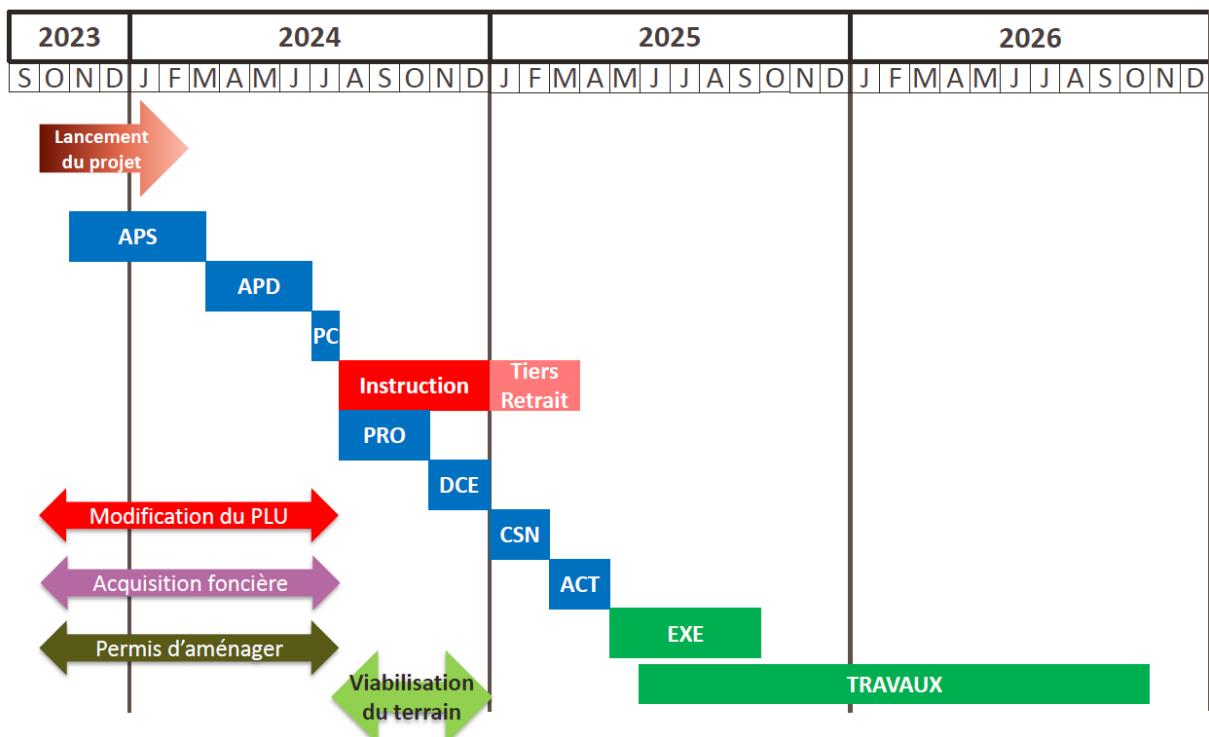 2023 2024 2025 2026
S O N D J F M A M J J A S O N D J F M A M J J A S O N D J F M A M J J A S O N D
Lancement
du projet
APS
APD
PC
Instruction
Tiers
Retrait
PRO
DCE
Modification du PLU
CSN
Acquisition foncière
ACT
Permis d'aménager
EXE
Viabilisation
du terrain
TRAVAUX